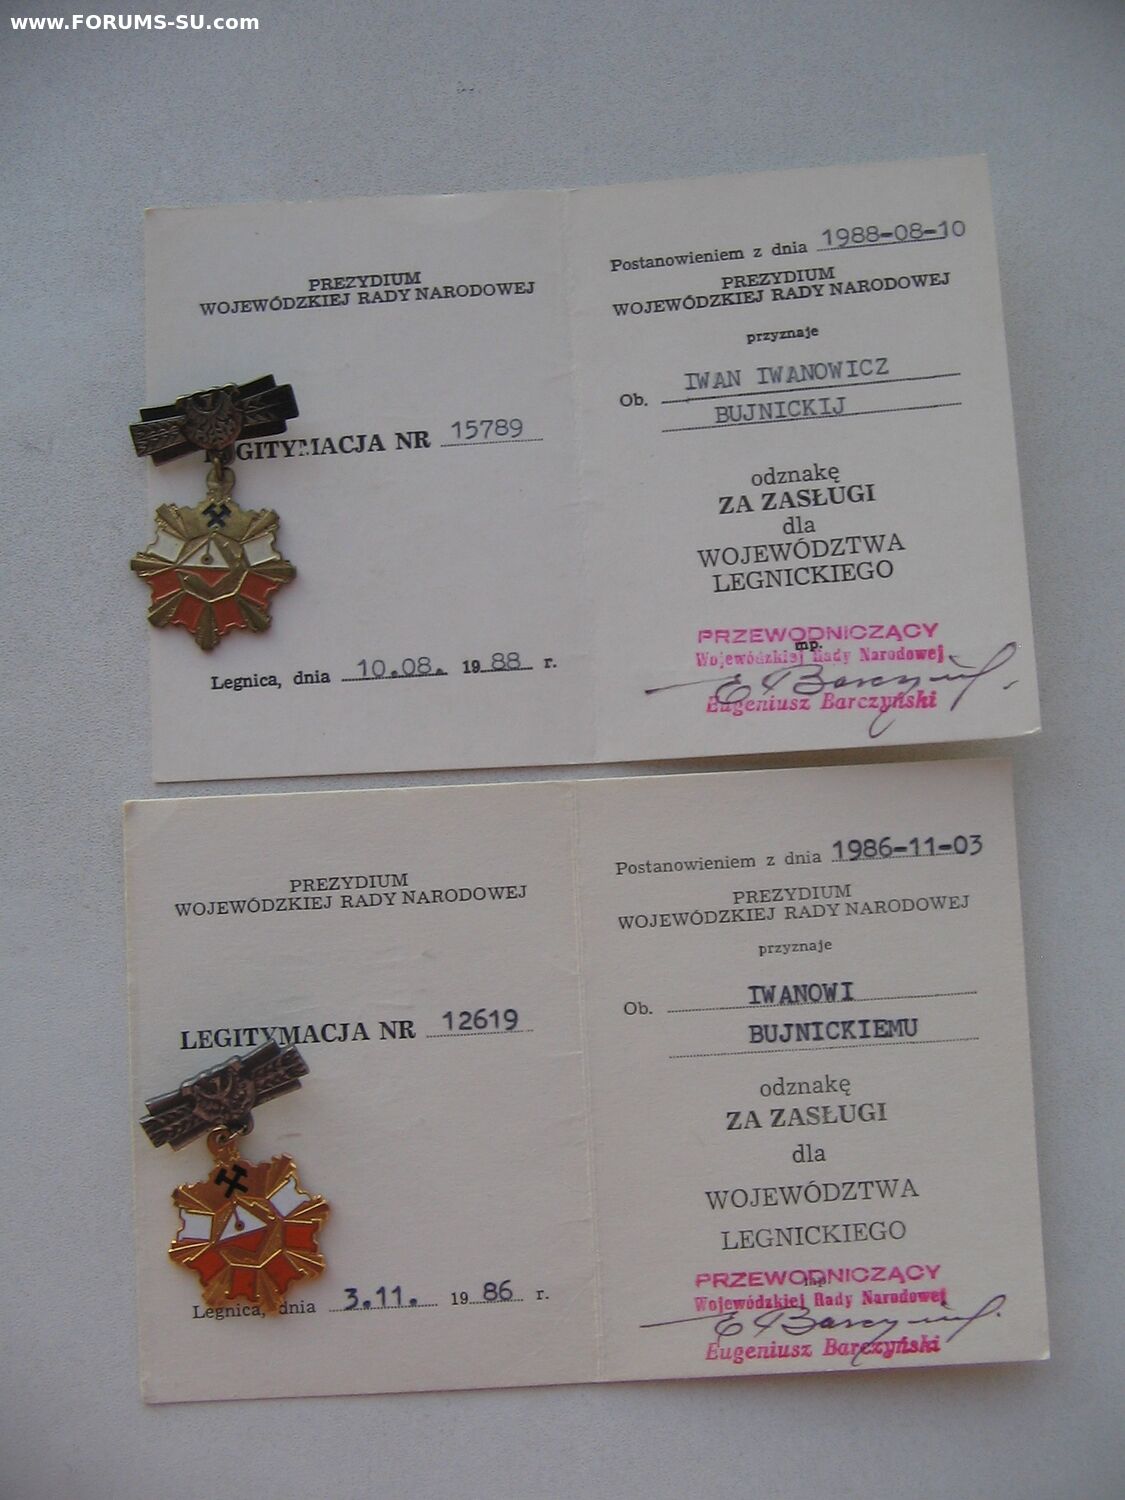 www.FORUMS-SU.com
PREZYDIUM
WOJEWÓDZKIEJ RADY NARODOWEJ
LEGITYMACJA NR 15789
Legnica, dnia 10.08. 1988 r.
Postanowieniem z dnia 1988-08-10
PREZYDIUM
WOJEWÓDZKIEJ RADY NARODOWEJ
przyznaje
Ob. IWAN IWANOWICZ
BUJNICKIJ
odznakę
ZA ZASŁUGI
dla
WOJEWÓDZTWA
LEGNICKIEGO
PRZEWODNICZĄCY
mp.
Wojewódzkiej Rady Narodowej
E Barczyński
Eugeniusz Barczyński
PREZYDIUM
WOJEWÓDZKIEJ RADY NARODOWEJ
LEGITYMACJA NR 12619
Legnica, dnia 3.11. 1986 r.
Postanowieniem z dnia 1986-11-03
PREZYDIUM
WOJEWÓDZKIEJ RADY NARODOWEJ
przyznaje
Ob. IWANOWI
BUJNICKIEMU
odznakę
ZA ZASŁUGI
dla
WOJEWÓDZTWA
LEGNICKIEGO
PRZEWODNICZĄCY
mp.
Wojewódzkiej Rady Narodowej
E Barczyński
Eugeniusz Barczyński